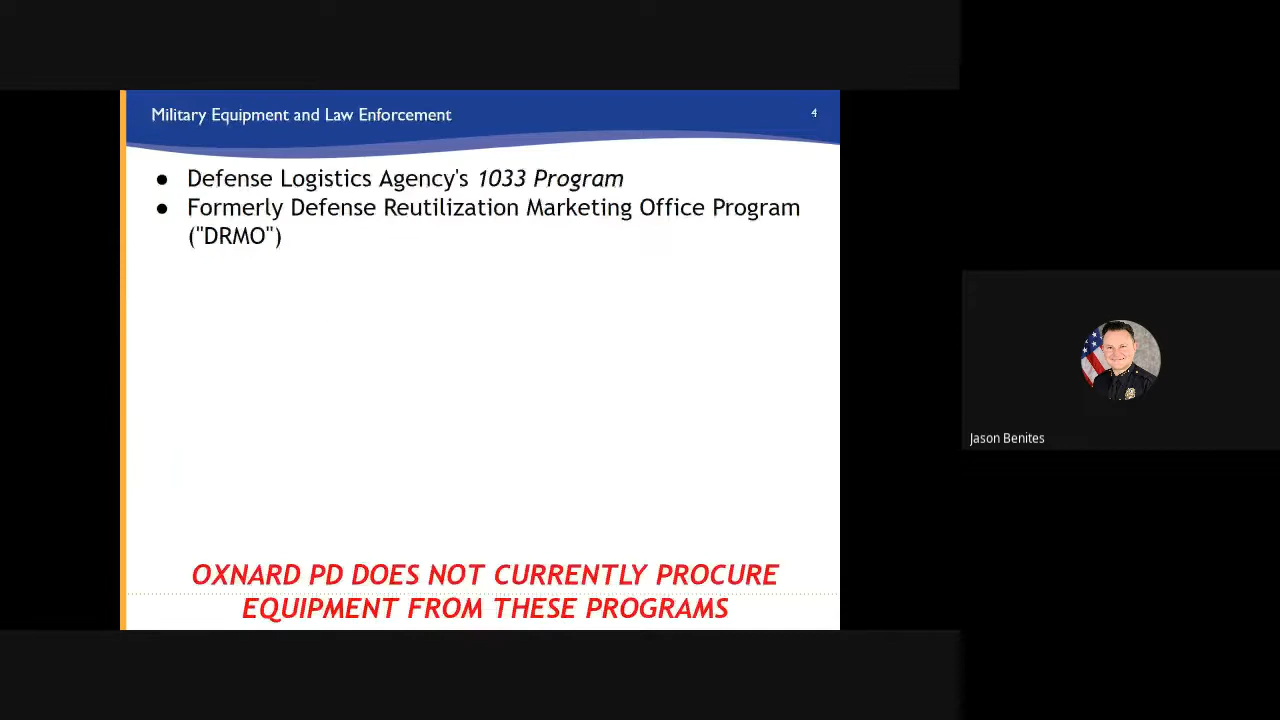 Military Equipment and Law Enforcement
4
● Defense Logistics Agency's 1033 Program
● Formerly Defense Reutilization Marketing Office Program
("DRMO")
OXNARD PD DOES NOT CURRENTLY PROCURE
EQUIPMENT FROM THESE PROGRAMS
Jason Benites